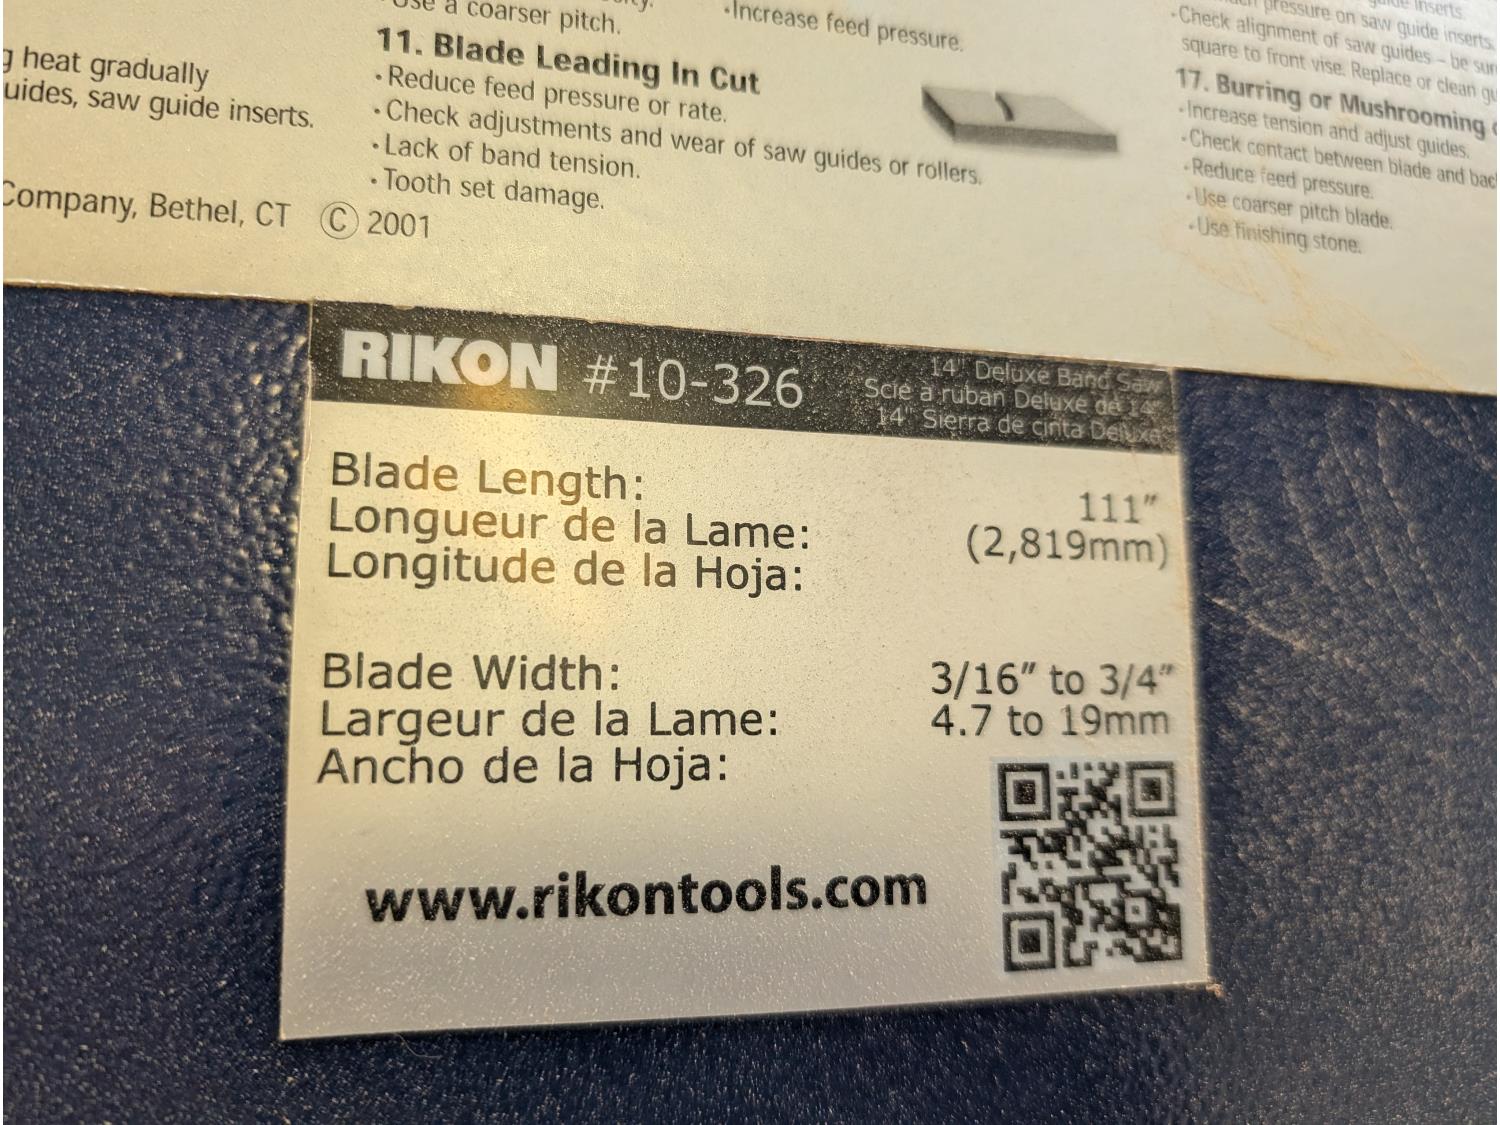 Use a coarser pitch.
•Increase feed pressure.
11. Blade Leading In Cut
•Reduce feed pressure or rate.
•Check adjustments and wear of saw guides or rollers.
•Lack of band tension.
•Tooth set damage.
g heat gradually
uides, saw guide inserts.
Company, Bethel, CT © 2001
pressure on saw guide inserts.
•Check alignment of saw guides – be sur
square to front vise. Replace or clean gu
17. Burring or Mushrooming
•Increase tension and adjust guides.
•Check contact between blade and bac
•Reduce feed pressure.
•Use coarser pitch blade.
•Use finishing stone.
RIKON #10-326
14" Deluxe Band Saw
Scie à ruban Deluxe de 14"
14" Sierra de cinta Deluxe
Blade Length:
Longueur de la Lame:
Longitude de la Hoja:
111"
(2,819mm)
Blade Width:
Largeur de la Lame:
Ancho de la Hoja:
3/16" to 3/4"
4.7 to 19mm
www.rikontools.com